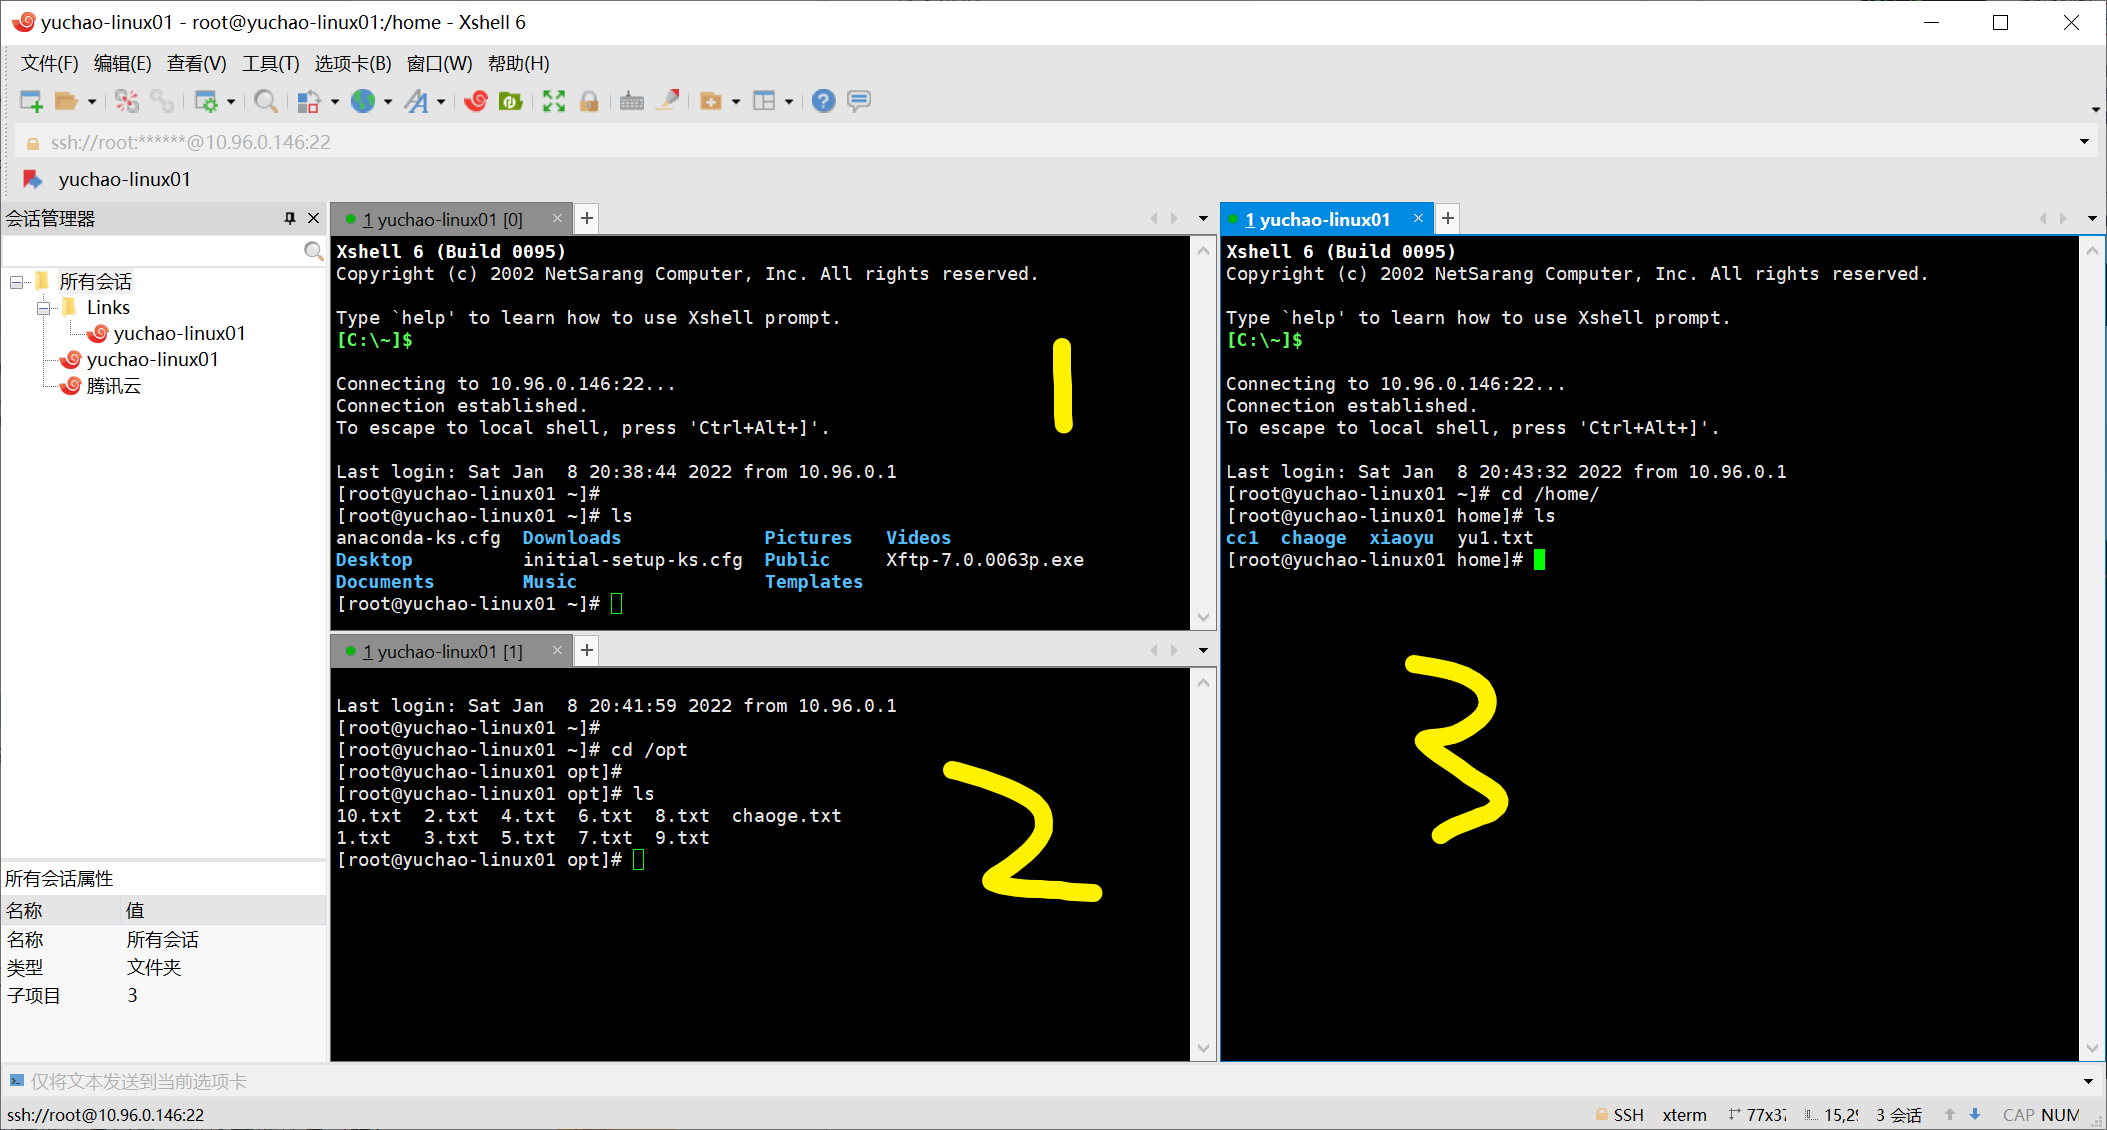 yuchao-linux01 - root@yuchao-linux01:/home - Xshell 6
文件(F) 编辑(E) 查看(V) 工具(T) 选项卡(B) 窗口(W) 帮助(H)
ssh://root:******@10.96.0.146:22
yuchao-linux01
会话管理器
所有会话
Links
yuchao-linux01
yuchao-linux01
腾讯云
所有会话属性
名称 值
名称 所有会话
类型 文件夹
子项目 3
1 yuchao-linux01 [0]
Xshell 6 (Build 0095)
Copyright (c) 2002 NetSarang Computer, Inc. All rights reserved.
Type `help' to learn how to use Xshell prompt.
[C:\~]$
Connecting to 10.96.0.146:22...
Connection established.
To escape to local shell, press 'Ctrl+Alt+]'.
Last login: Sat Jan  8 20:38:44 2022 from 10.96.0.1
[root@yuchao-linux01 ~]#
[root@yuchao-linux01 ~]# ls
anaconda-ks.cfg  Downloads             Pictures   Videos
Desktop          initial-setup-ks.cfg  Public     Xftp-7.0.0063p.exe
Documents        Music                 Templates
[root@yuchao-linux01 ~]#
1
1 yuchao-linux01 [1]
Last login: Sat Jan  8 20:41:59 2022 from 10.96.0.1
[root@yuchao-linux01 ~]#
[root@yuchao-linux01 ~]# cd /opt
[root@yuchao-linux01 opt]#
[root@yuchao-linux01 opt]# ls
10.txt  2.txt  4.txt  6.txt  8.txt  chaoge.txt
1.txt   3.txt  5.txt  7.txt  9.txt
[root@yuchao-linux01 opt]#
2
1 yuchao-linux01
Xshell 6 (Build 0095)
Copyright (c) 2002 NetSarang Computer, Inc. All rights reserved.
Type `help' to learn how to use Xshell prompt.
[C:\~]$
Connecting to 10.96.0.146:22...
Connection established.
To escape to local shell, press 'Ctrl+Alt+]'.
Last login: Sat Jan  8 20:43:32 2022 from 10.96.0.1
[root@yuchao-linux01 ~]# cd /home/
[root@yuchao-linux01 home]# ls
cc1  chaoge  xiaoyu  yu1.txt
[root@yuchao-linux01 home]#
3
仅将文本发送到当前选项卡
ssh://root@10.96.0.146:22 SSH xterm 77x37 15,29 3 会话 CAP NUM